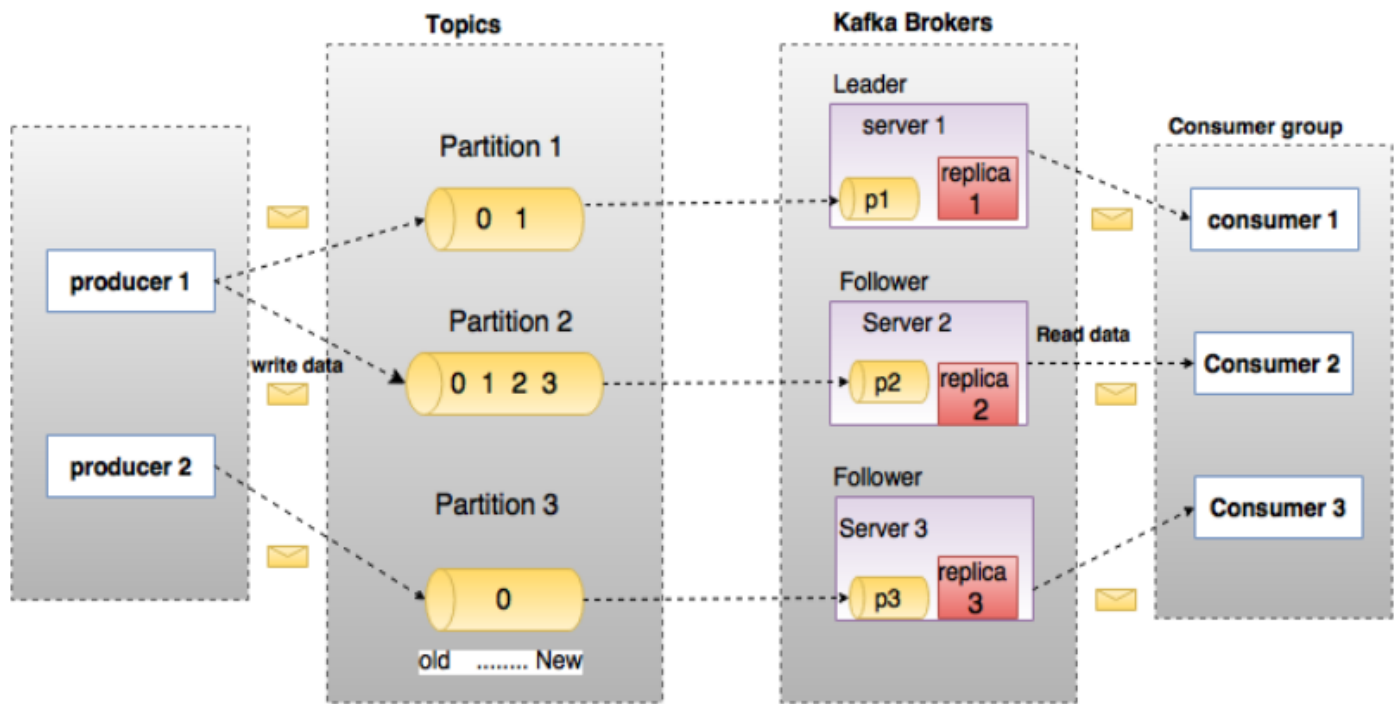 Topics
Kafka Brokers
Leader
server 1
Consumer group
Partition 1
replica
1
p1
0 1
consumer 1
producer 1
Follower
Partition 2
Server 2
Read data
write data
0 1 2 3
p2
replica
2
Consumer 2
producer 2
Follower
Partition 3
Server 3
Consumer 3
replica
3
0
p3
old ........ New